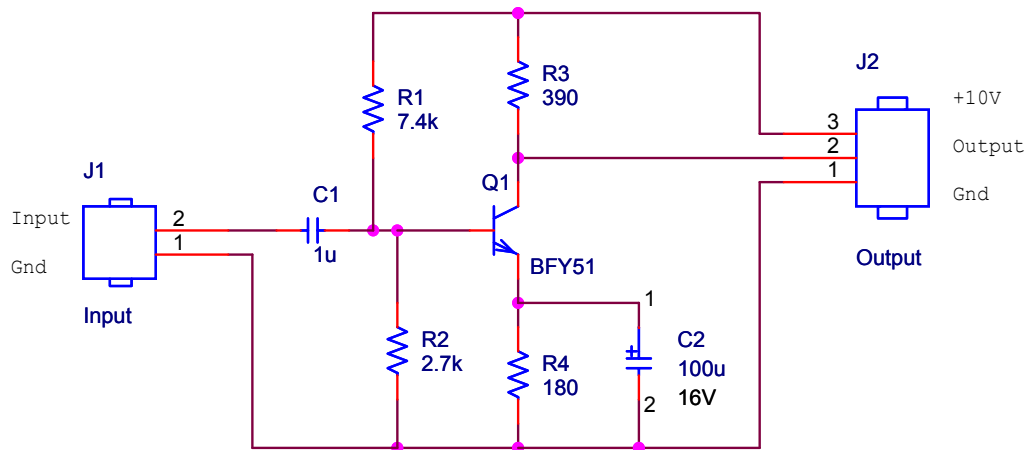 R1
7.4k
R3
390
J2
+10V
3
2
Output
1
Gnd
J1
Input
2
Gnd
1
Input
C1
1u
Q1
BFY51
Output
R2
2.7k
R4
180
1
C2
100u
16V
2